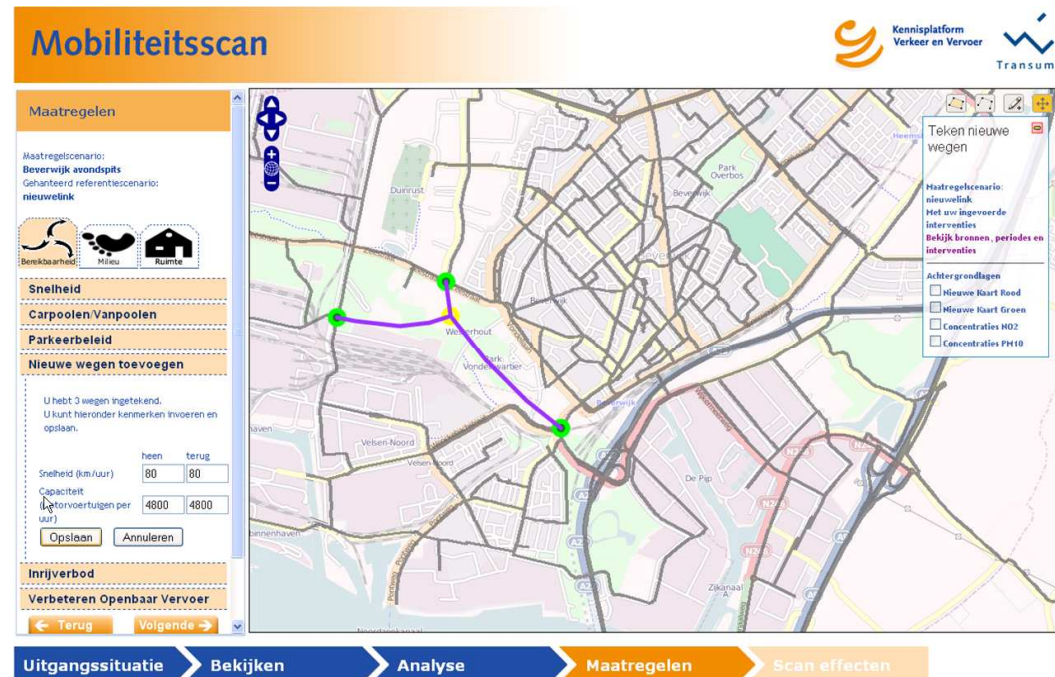 Mobiliteitsscan
Kennisplatform
Verkeer en Vervoer
Transum
Maatregelen
Maatregelscenario:
Beverwijk avondspits
Gehanteerd referentiescenario:
nieuwelink
Bereikbaarheid
Milieu
Ruimte
Snelheid
Carpoolen/Vanpoolen
Parkeerbeleid
Nieuwe wegen toevoegen
U hebt 3 wegen ingetekend.
U kunt hieronder kenmerken invoeren en
opslaan.
heen terug
Snelheid (km/uur) 80 80
Capaciteit
per 4800 4800
uur)
Opslaan Annuleren
Inrijverbod
Verbeteren Openbaar Vervoer
Terug Volgende
Duinrust
Park
Overbos
Beverwijk
Beverwijk
Park
Vondelkwartier
Beverwijk
Velsen-Noord
Velsen-Noord
De Pijp
A22
N246
Zijkanaal
A
Noordzeekanaal
Teken nieuwe
wegen
Maatregelscenario:
nieuwelink
Met uw ingevoerde
interventies
Bekijk bronnen, periodes en
interventies
Achtergrondlagen
Nieuwe Kaart Rood
Nieuwe Kaart Groen
Concentraties NO2
Concentraties PM10
Uitgangssituatie Bekijken Analyse Maatregelen Scan effecten